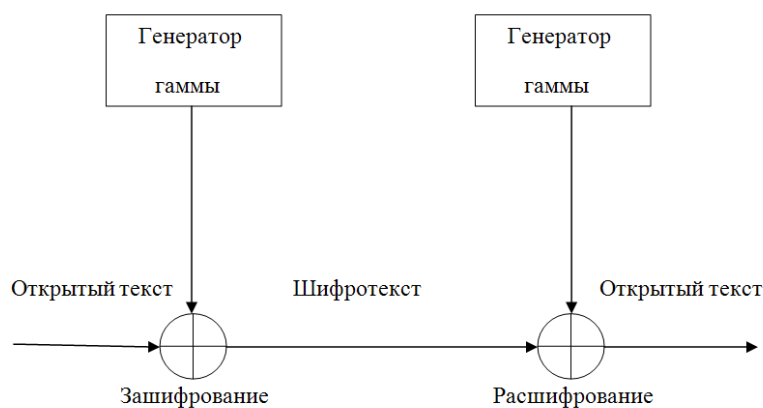 Генератор
гаммы
Генератор
гаммы
Открытый текст
Шифротекст
Открытый текст
Зашифрование
Расшифрование